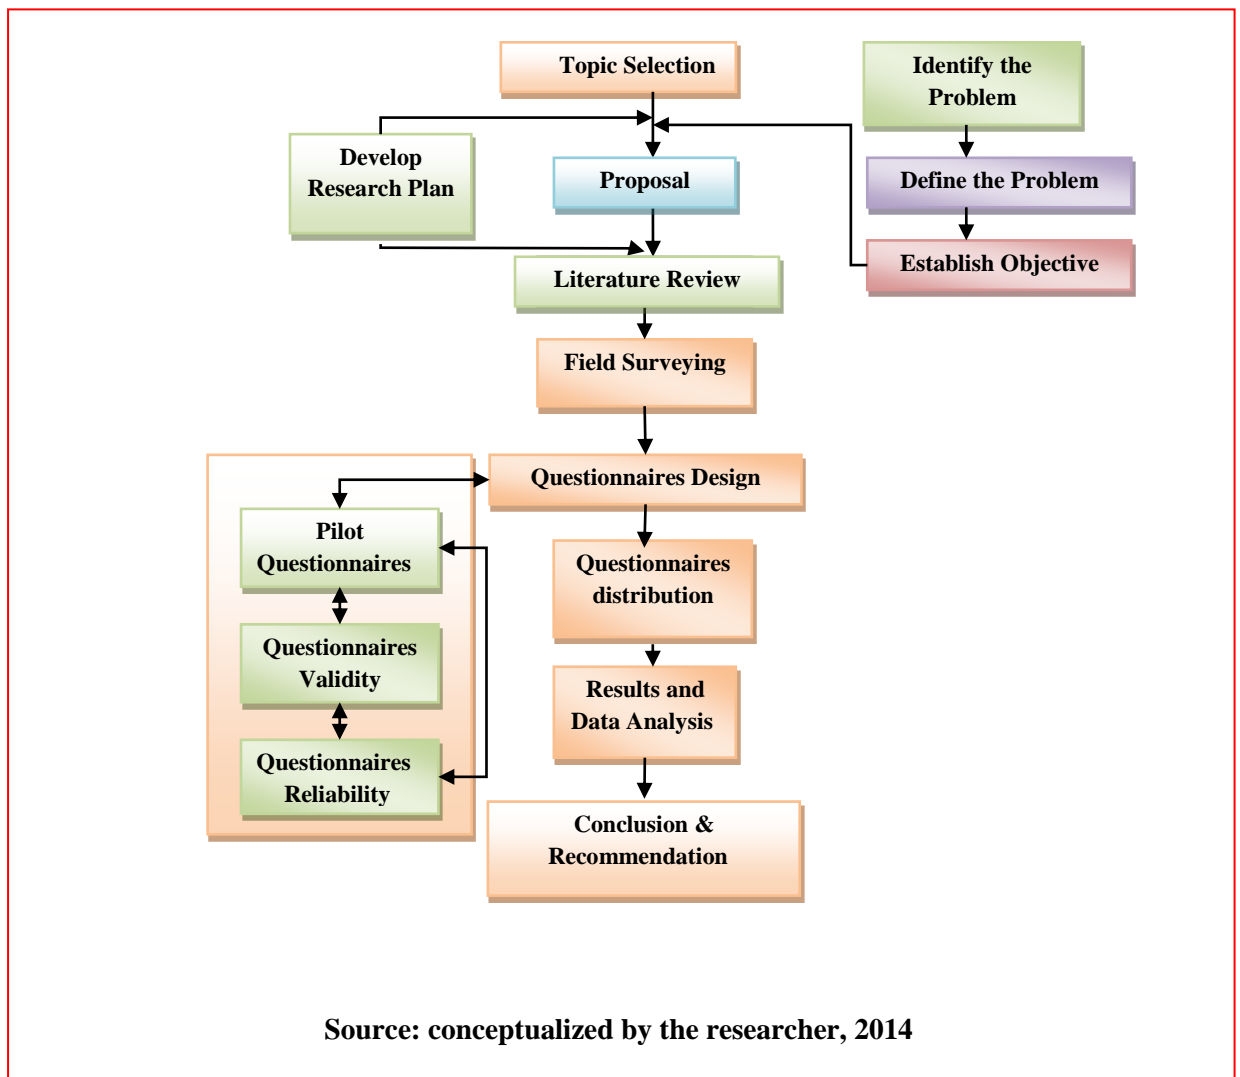 Topic Selection
Identify the
Problem
Develop
Research Plan
Proposal
Define the Problem
Literature Review
Establish Objective
Field Surveying
Questionnaires Design
Pilot
Questionnaires
Questionnaires
distribution
Questionnaires
Validity
Results and
Data Analysis
Questionnaires
Reliability
Conclusion &
Recommendation
Source: conceptualized by the researcher, 2014